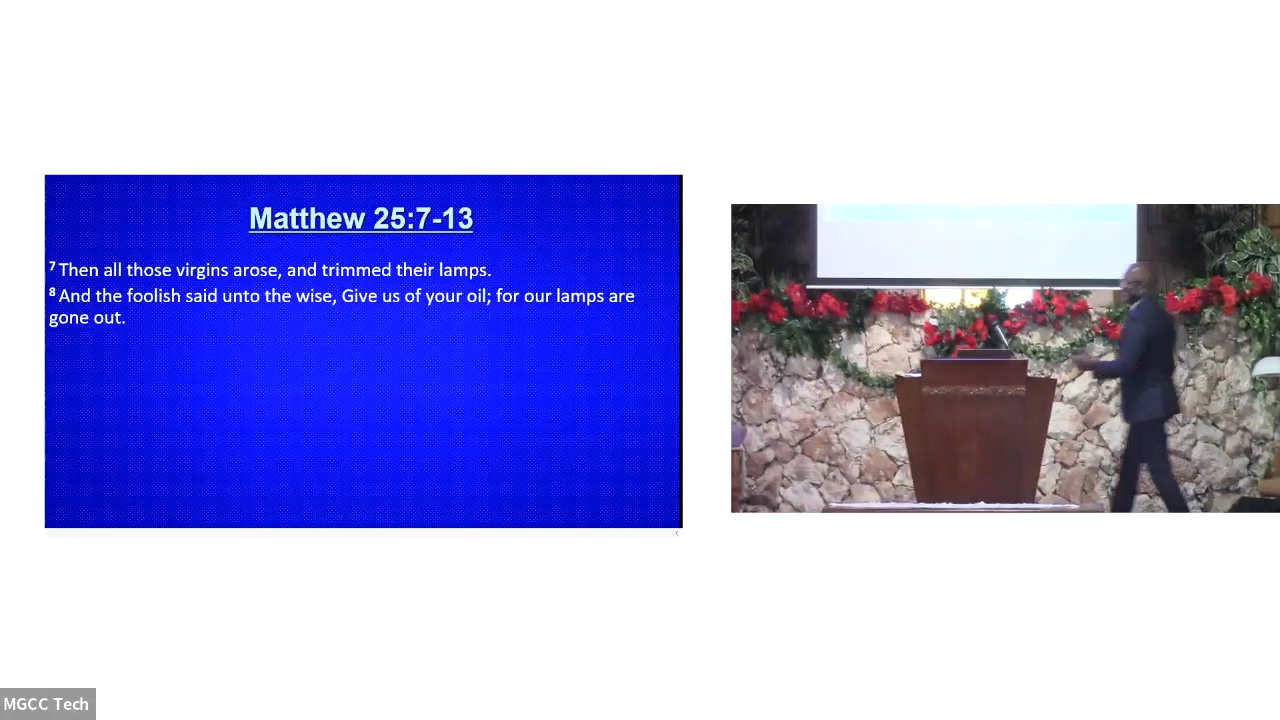 Matthew 25:7-13
7 Then all those virgins arose, and trimmed their lamps.
8 And the foolish said unto the wise, Give us of your oil; for our lamps are
gone out.
MGCC Tech